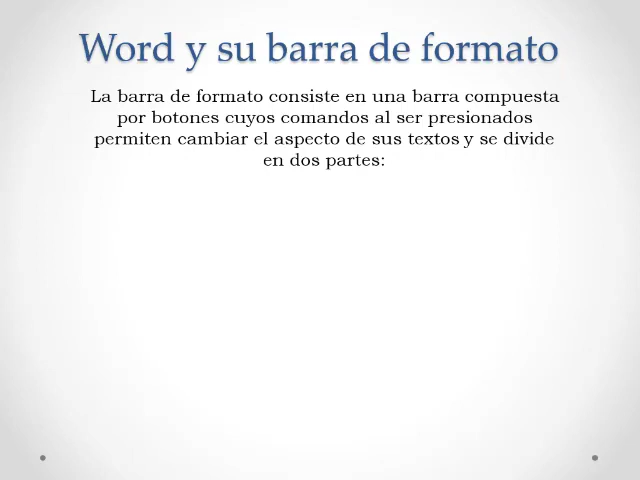 Word y su barra de formato
La barra de formato consiste en una barra compuesta
por botones cuyos comandos al ser presionados
permiten cambiar el aspecto de sus textos y se divide
en dos partes: